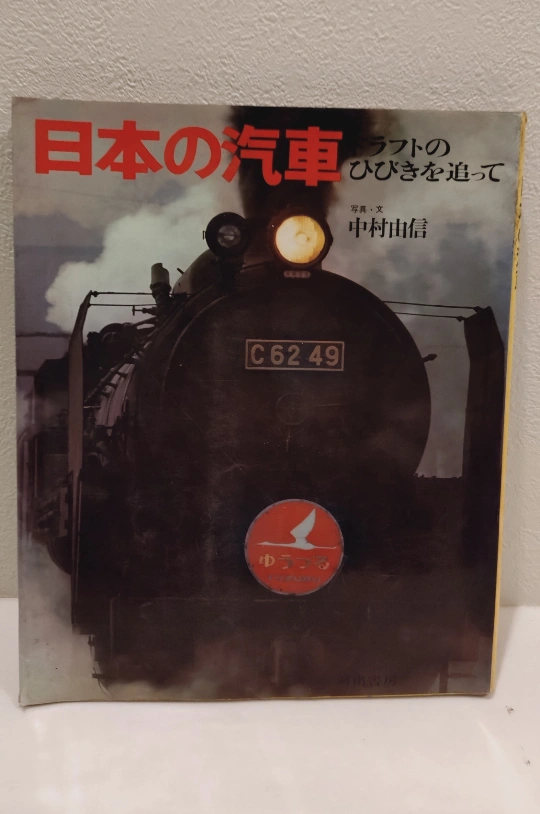 日本の汽車
ドラフトの
ひびきを追って
写真・文
中村由信
C62 49
ゆうづる